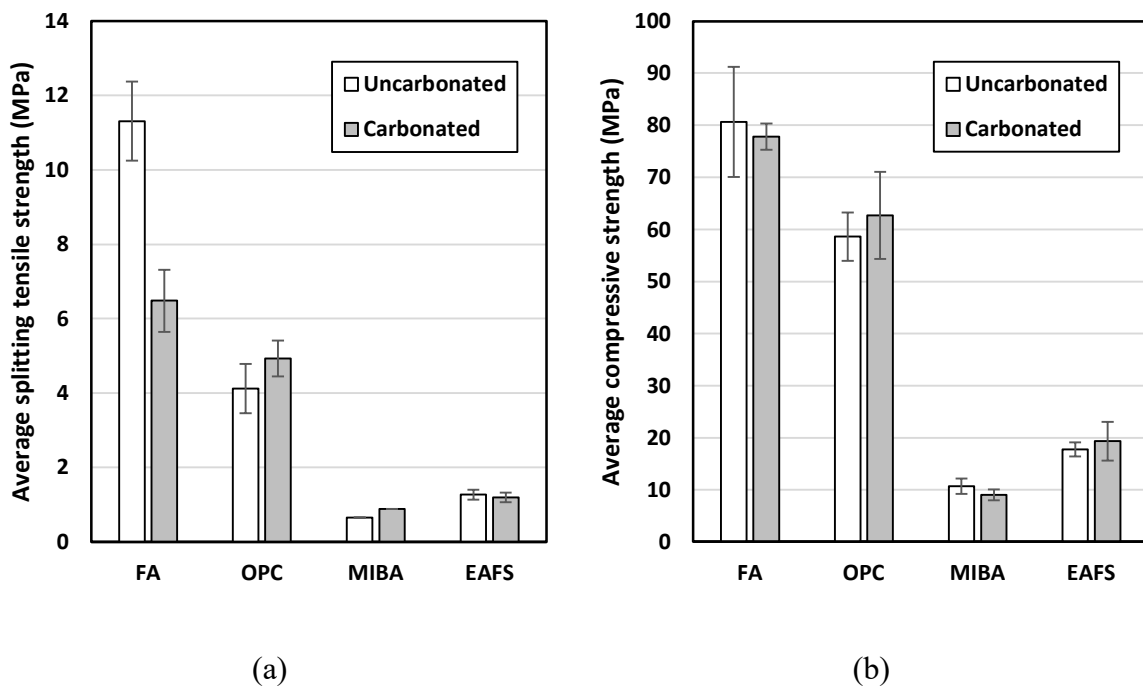 Average splitting tensile strength (MPa)
14
12
10
8
6
4
2
0
Uncarbonated
Carbonated
FA OPC MIBA EAFS
(a)
Average compressive strength (MPa)
100
90
80
70
60
50
40
30
20
10
0
Uncarbonated
Carbonated
FA OPC MIBA EAFS
(b)